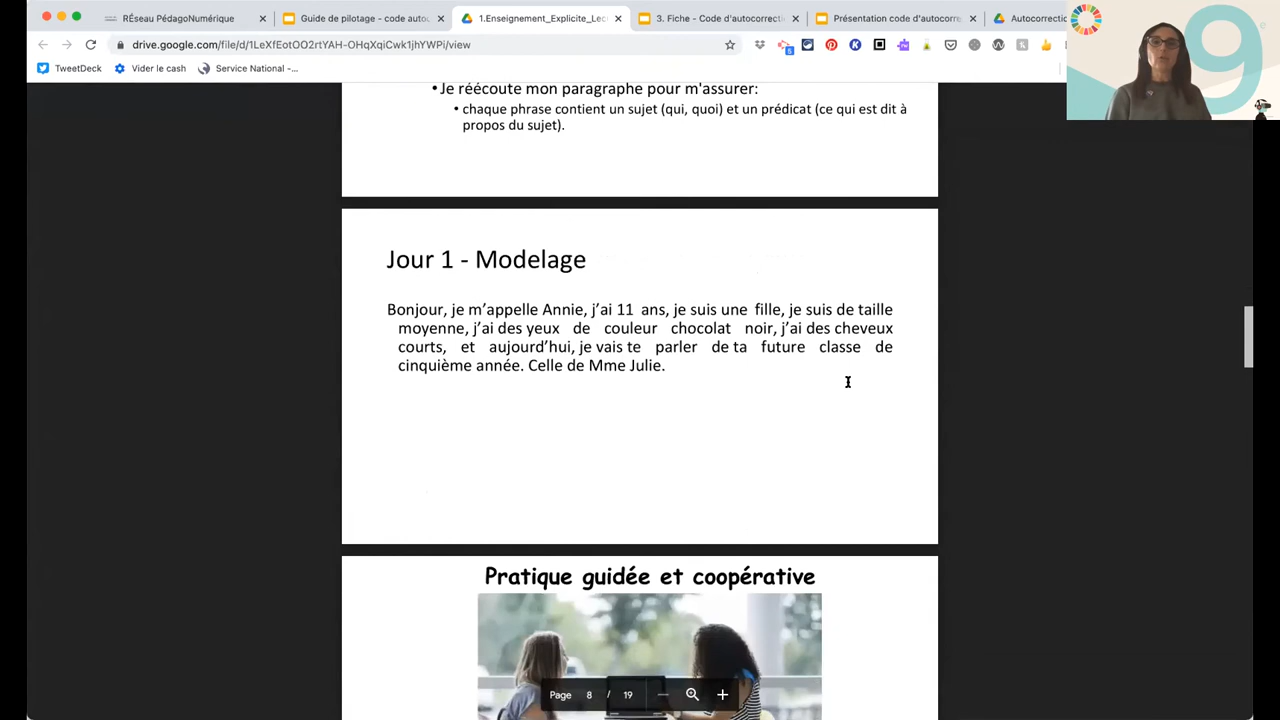 RÉseau PédagoNumérique
Guide de pilotage - code autou
1.Enseignement_Explicite_Leç
3. Fiche - Code d'autocorrecti
Présentation code d'autocorre
Autocorrectio
drive.google.com/file/d/1LeXfEotOO2rtYAH-OHqXqiCwk1jhYWPi/view
TweetDeck
Vider le cash
Service National -...
9
• Je réécoute mon paragraphe pour m'assurer:
• chaque phrase contient un sujet (qui, quoi) et un prédicat (ce qui est dit à
propos du sujet).
Jour 1 - Modelage
Bonjour, je m'appelle Annie, j'ai 11 ans, je suis une fille, je suis de taille
moyenne, j'ai des yeux de couleur chocolat noir, j'ai des cheveux
courts, et aujourd'hui, je vais te parler de ta future classe de
cinquième année. Celle de Mme Julie.
Pratique guidée et coopérative
Page 8 / 19